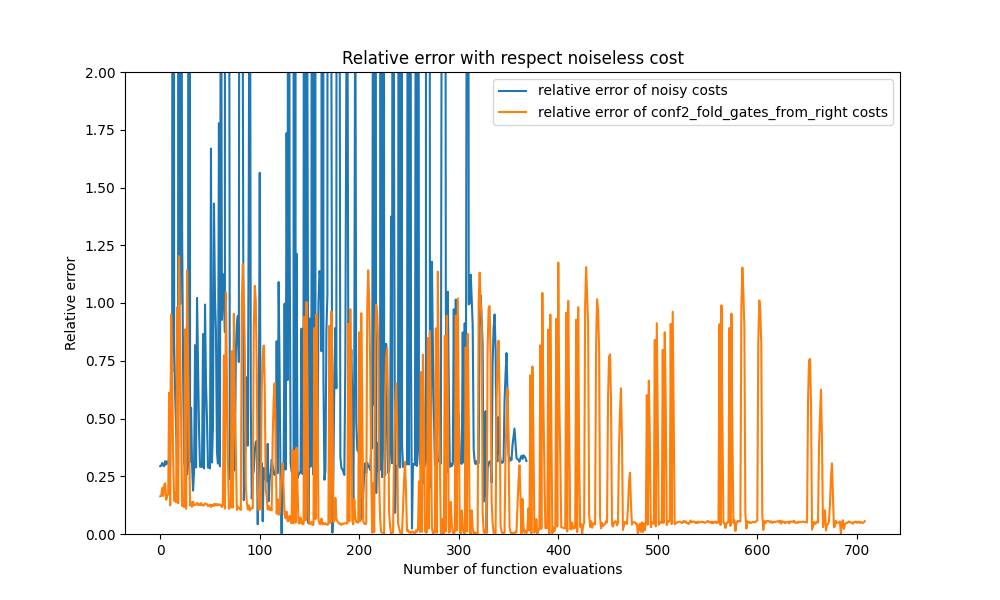 Relative error with respect noiseless cost
relative error of noisy costs
relative error of conf2_fold_gates_from_right costs
Relative error
2.00
1.75
1.50
1.25
1.00
0.75
0.50
0.25
0.00
0 100 200 300 400 500 600 700
Number of function evaluations